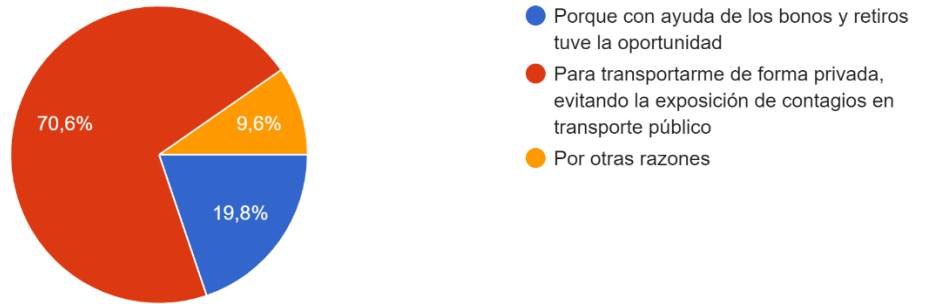 70,6%
9,6%
19,8%
Porque con ayuda de los bonos y retiros
tuve la oportunidad
Para transportarme de forma privada,
evitando la exposición de contagios en
transporte público
Por otras razones